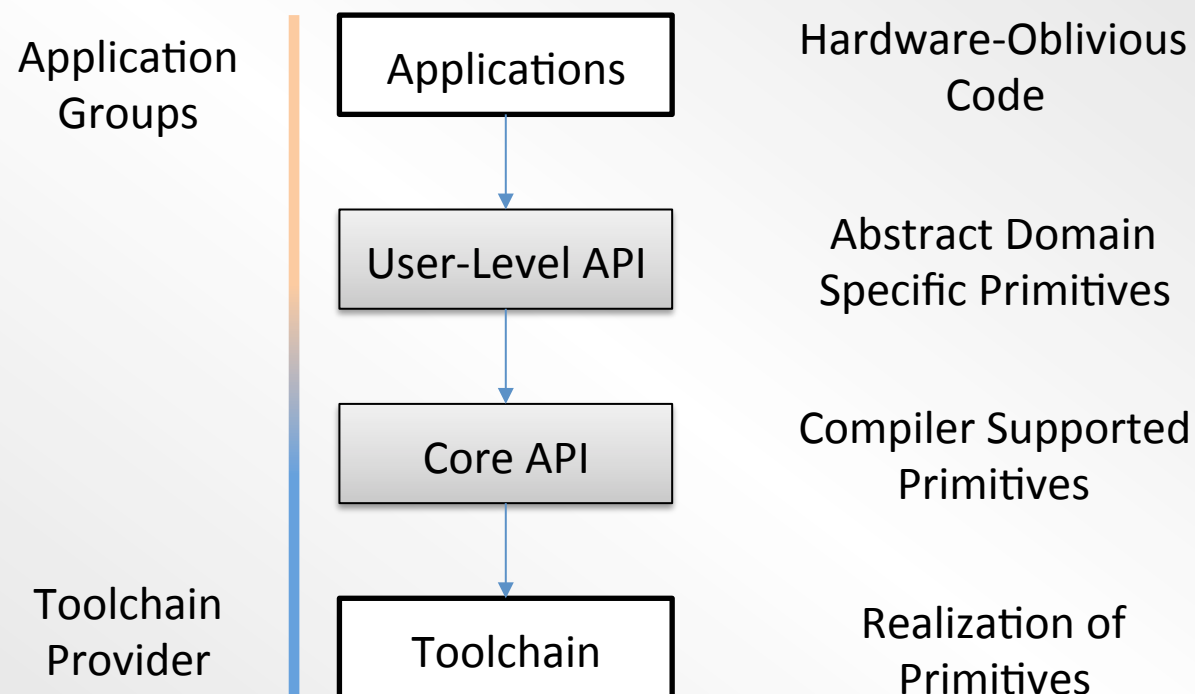 Application
Groups
Applications
Hardware-Oblivious
Code
User-Level API
Abstract Domain
Specific Primitives
Core API
Compiler Supported
Primitives
Toolchain
Provider
Toolchain
Realization of
Primitives